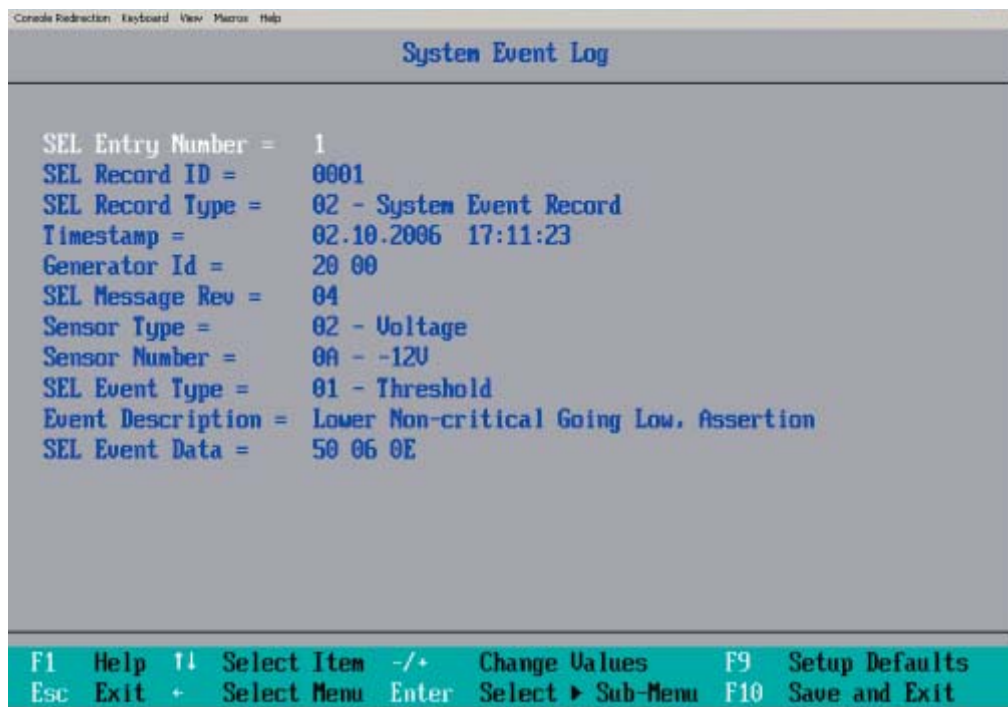 Console Redirection Keyboard View Macros Help
System Event Log
SEL Entry Number = 1
SEL Record ID = 0001
SEL Record Type = 02 - System Event Record
Timestamp = 02.10.2006 17:11:23
Generator Id = 20 00
SEL Message Rev = 04
Sensor Type = 02 - Voltage
Sensor Number = 0A - -12V
SEL Event Type = 01 - Threshold
Event Description = Lower Non-critical Going Low, Assertion
SEL Event Data = 50 06 0E
F1 Help ↑↓ Select Item -/+ Change Values F9 Setup Defaults
Esc Exit ← Select Menu Enter Select ▶ Sub-Menu F10 Save and Exit